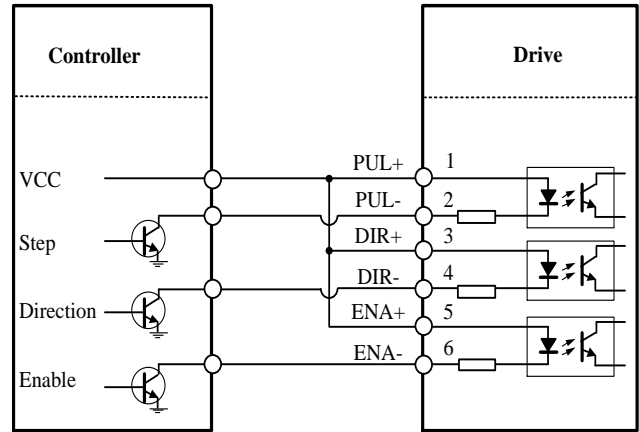 Controller
Drive
VCC
PUL+ 1
PUL- 2
Step
DIR+ 3
DIR- 4
Direction
ENA+ 5
ENA- 6
Enable